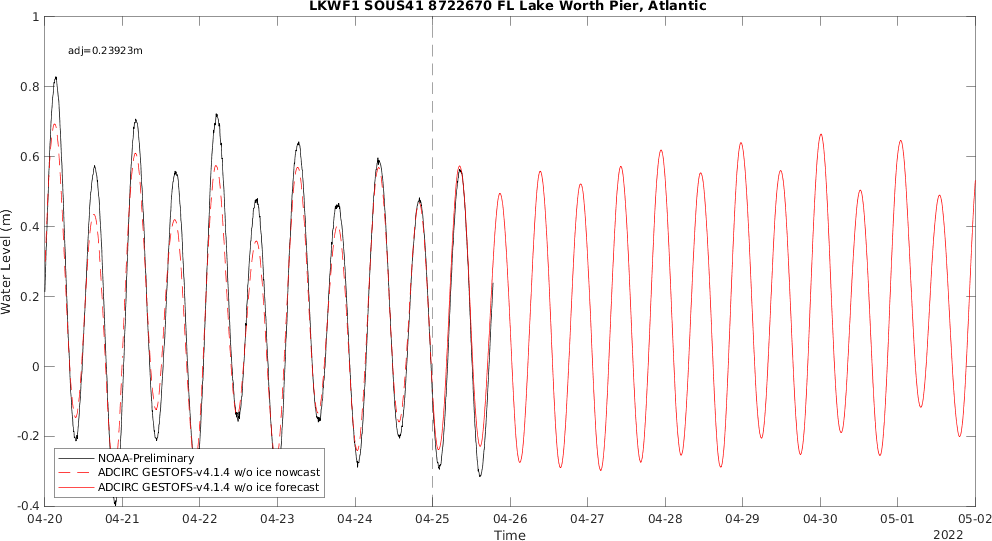 LKWF1 SOUS41 8722670 FL Lake Worth Pier, Atlantic
adj=0.23923m
1
0.8
0.6
0.4
0.2
0
-0.2
-0.4
Water Level (m)
NOAA-Preliminary
ADCIRC GESTOFS-v4.1.4 w/o ice nowcast
ADCIRC GESTOFS-v4.1.4 w/o ice forecast
04-20 04-21 04-22 04-23 04-24 04-25 04-26 04-27 04-28 04-29 04-30 05-01 05-02
Time
2022